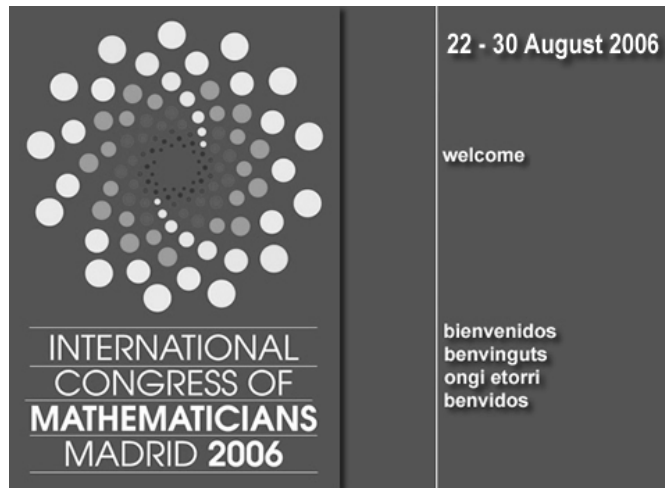 INTERNATIONAL
CONGRESS OF
MATHEMATICIANS
MADRID 2006
22 - 30 August 2006
welcome
bienvenidos
benvinguts
ongi etorri
benvidos